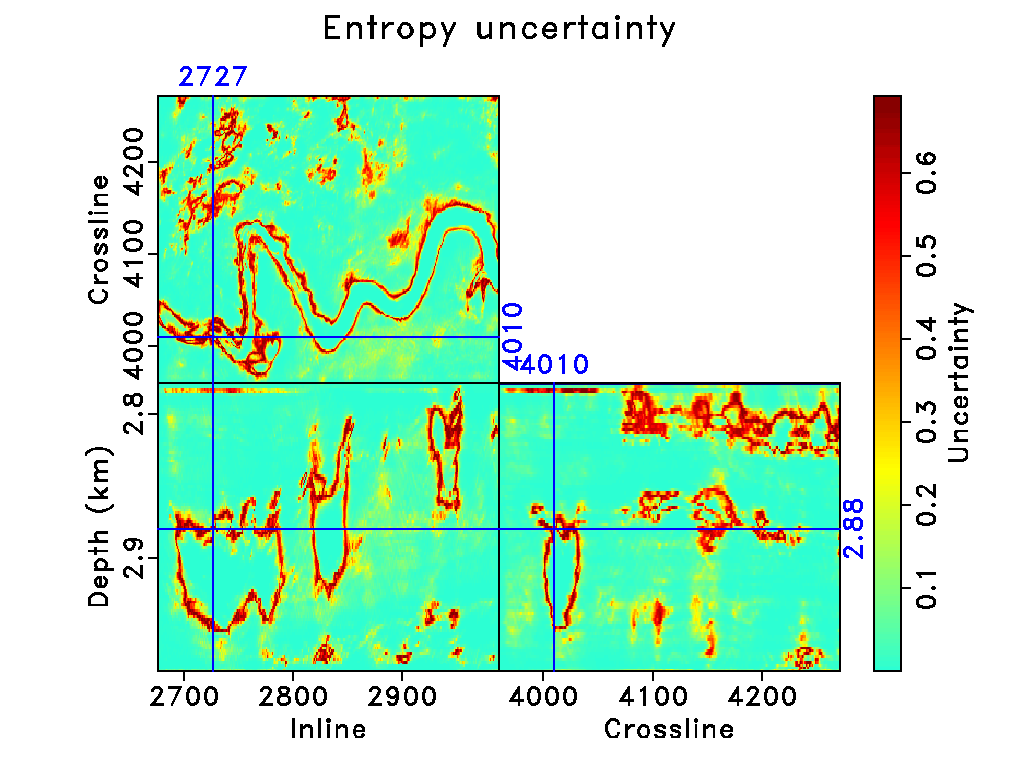 Entropy uncertainty
2727
Crossline
4200
4100
4000
4010
4010
Depth (km)
2.8
2.9
2.88
2700 2800 2900
Inline
4000 4100 4200
Crossline
0.6
0.5
0.4
0.3
0.2
0.1
Uncertainty